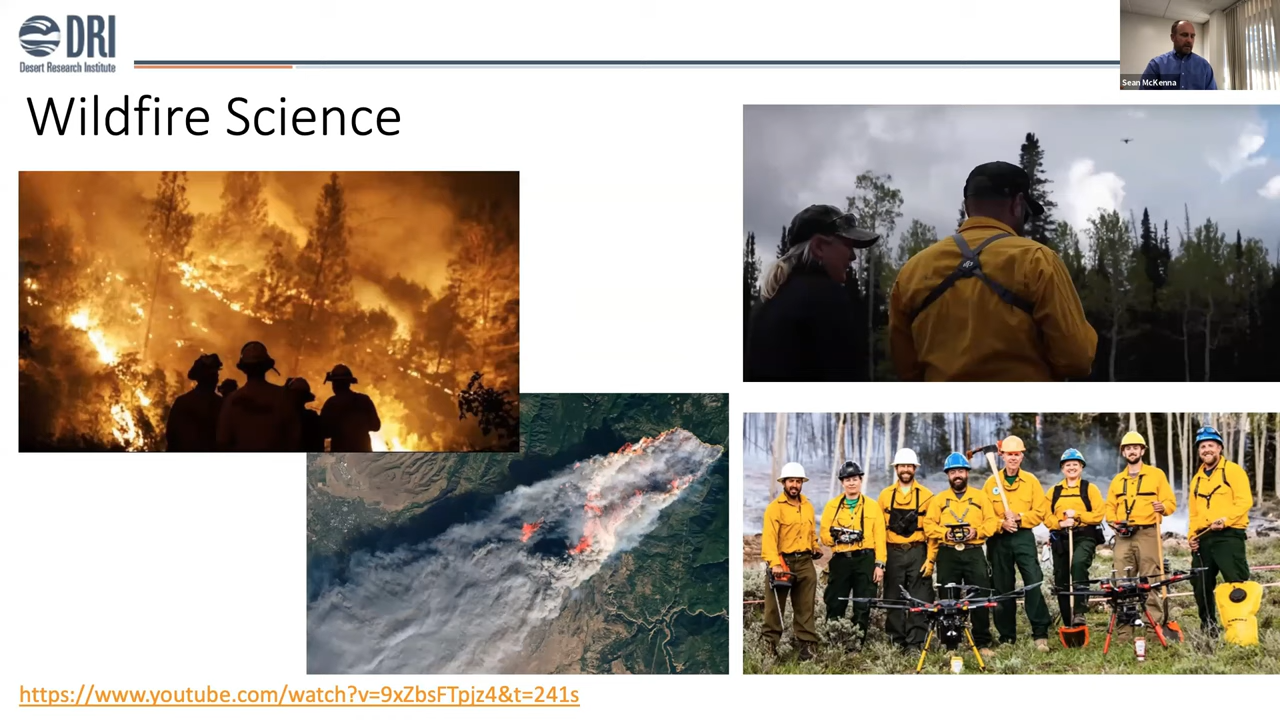 DRI
Desert Research Institute
Sean McKenna
Wildfire Science
https://www.youtube.com/watch?v=9xZbsFTpjz4&t=241s